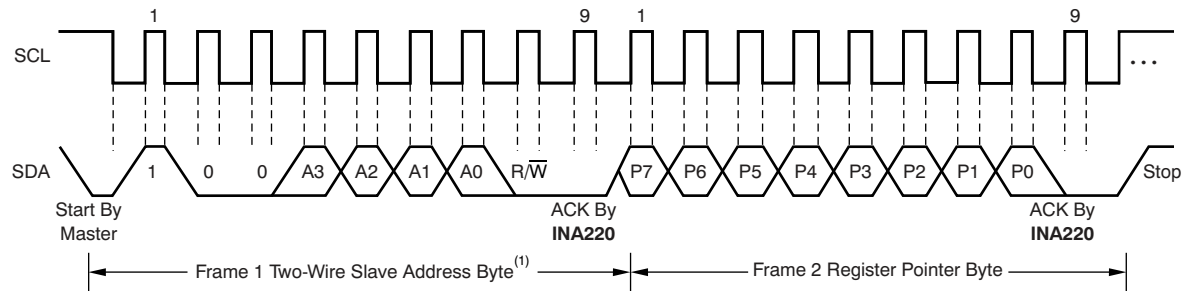 1 9 1 9
SCL
...
SDA 1 0 0 A3 A2 A1 A0 R/W̅ P7 P6 P5 P4 P3 P2 P1 P0 Stop
Start By ACK By ACK By
Master INA220 INA220
Frame 1 Two-Wire Slave Address Byte(1) Frame 2 Register Pointer Byte